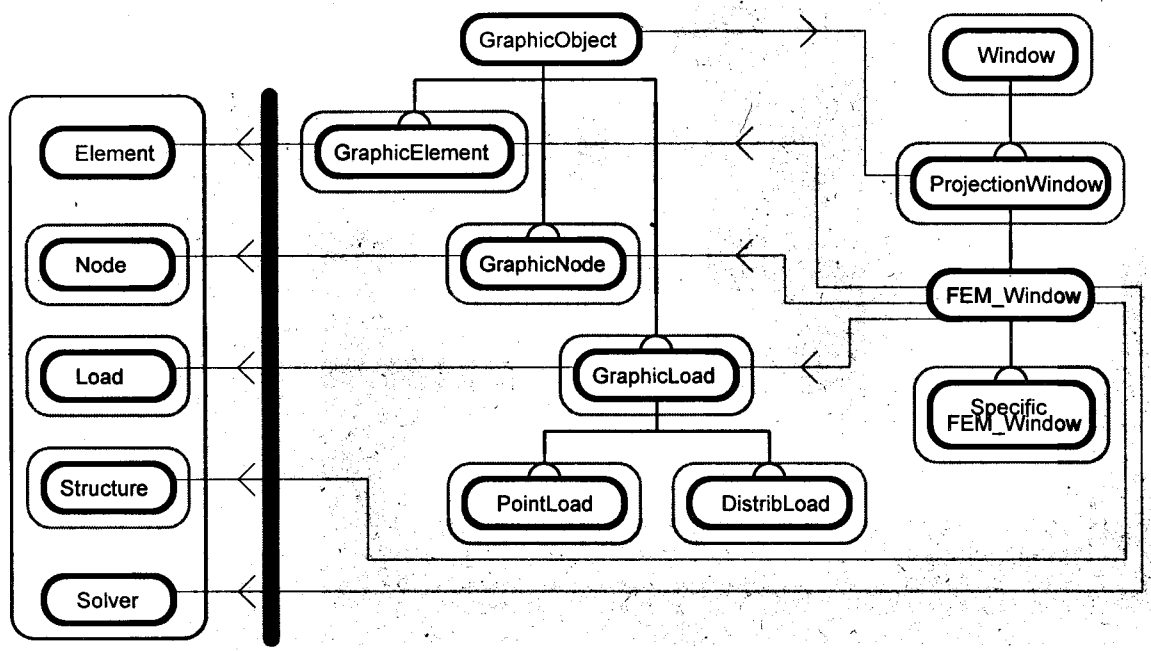 GraphicObject
Window
Element
GraphicElement
ProjectionWindow
Node
GraphicNode
FEM_Window
Load
GraphicLoad
Specific
FEM_Window
Structure
PointLoad
DistribLoad
Solver